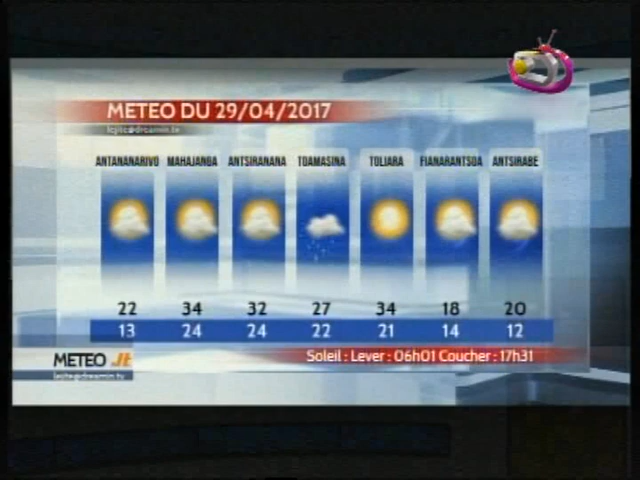 METEO DU 29/04/2017
ANTANANARIVO MAHAJANGA ANTSIRANANA TOAMASINA TOLIARA FIANARANTSOA ANTSIRABE
22 34 32 27 34 18 20
13 24 24 22 21 14 12
METEO .Jt Soleil : Lever : 06h01 Coucher : 17h31